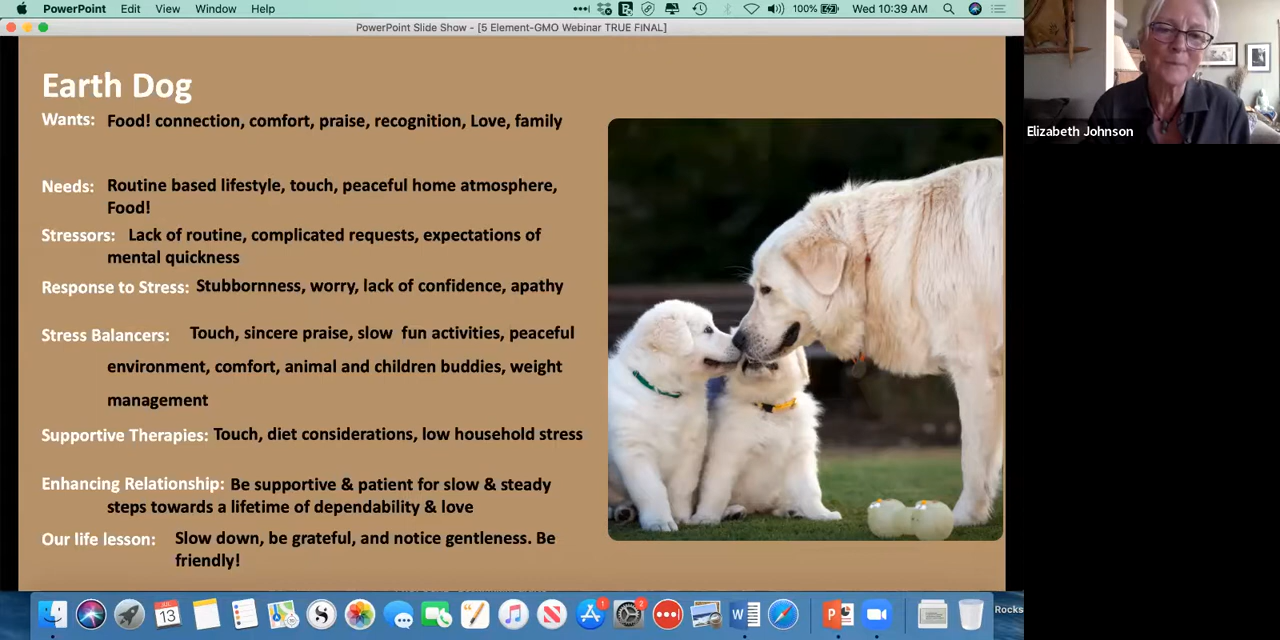 PowerPoint Edit View Window Help
100% Wed 10:39 AM
PowerPoint Slide Show - [5 Element-GMO Webinar TRUE FINAL]
Earth Dog
Wants: Food! connection, comfort, praise, recognition, Love, family
Needs: Routine based lifestyle, touch, peaceful home atmosphere,
Food!
Stressors: Lack of routine, complicated requests, expectations of
mental quickness
Response to Stress: Stubbornness, worry, lack of confidence, apathy
Stress Balancers: Touch, sincere praise, slow fun activities, peaceful
environment, comfort, animal and children buddies, weight
management
Supportive Therapies: Touch, diet considerations, low household stress
Enhancing Relationship: Be supportive & patient for slow & steady
steps towards a lifetime of dependability & love
Our life lesson: Slow down, be grateful, and notice gentleness. Be
friendly!
Elizabeth Johnson
13
1
2
Rocks